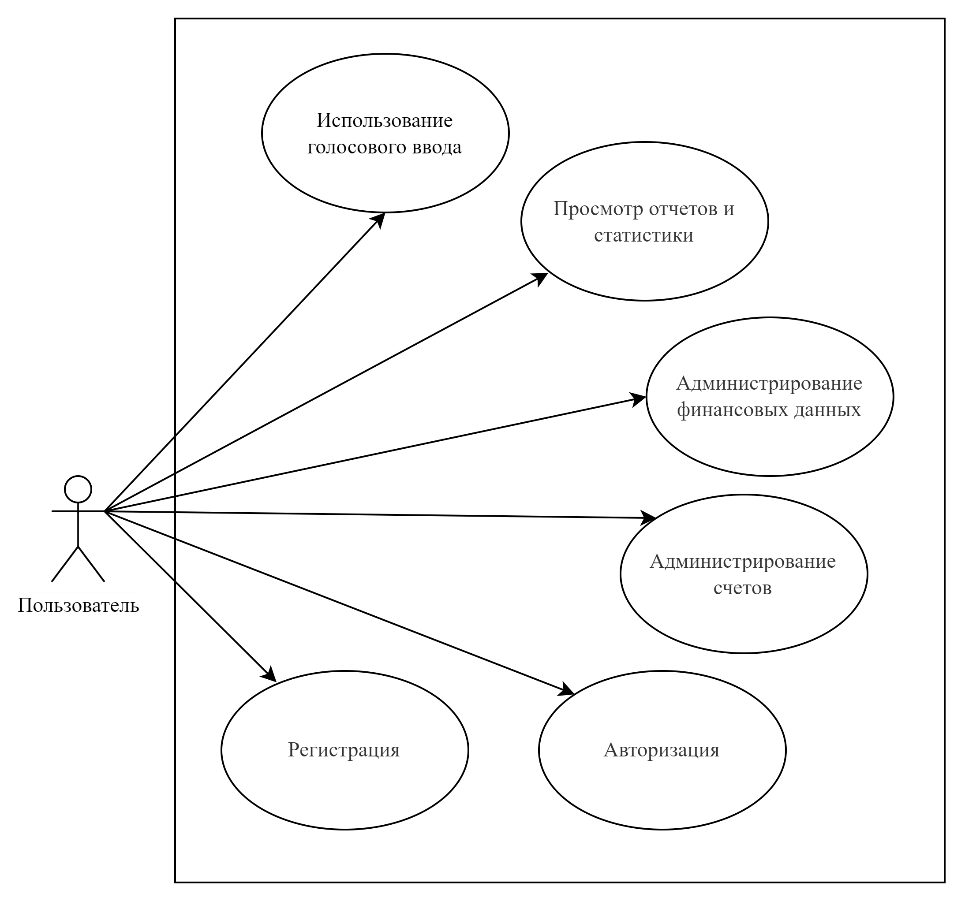 Использование
голосового ввода
Просмотр отчетов и
статистики
Администрирование
финансовых данных
Администрирование
счетов
Пользователь
Регистрация
Авторизация